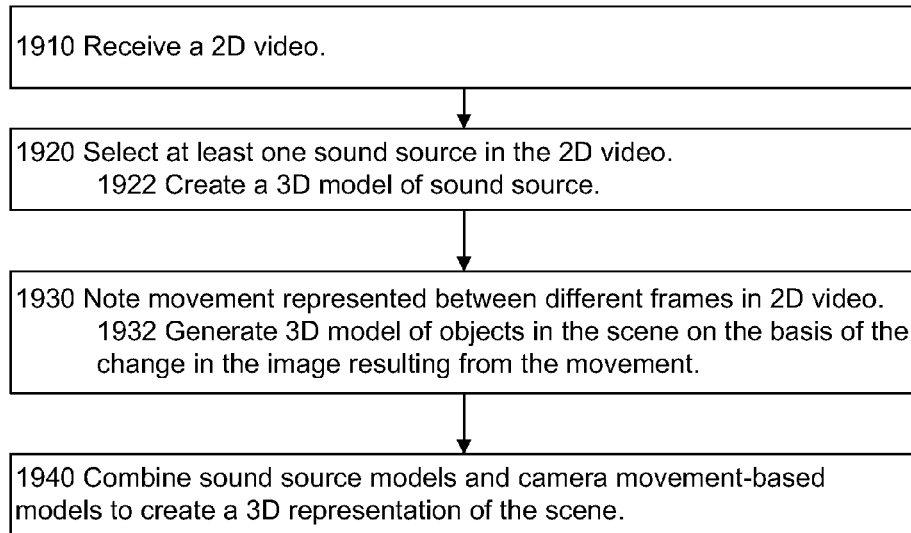 1910 Receive a 2D video.
1920 Select at least one sound source in the 2D video.
1922 Create a 3D model of sound source.
1930 Note movement represented between different frames in 2D video.
1932 Generate 3D model of objects in the scene on the basis of the
change in the image resulting from the movement.
1940 Combine sound source models and camera movement-based
models to create a 3D representation of the scene.